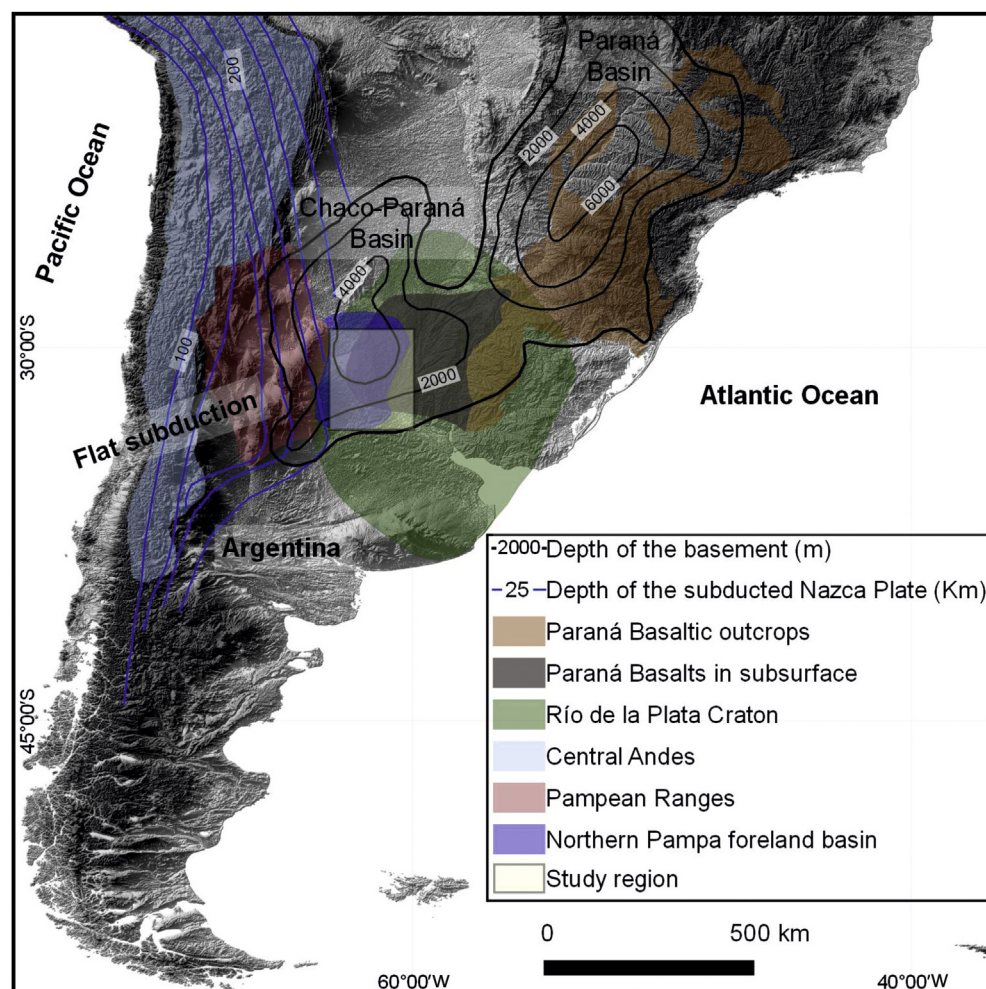 Paraná
Basin
200
4000
2000
6000
Pacific Ocean
Chaco-Paraná
Basin
4000
30°00'S
100
2000
Atlantic Ocean
Flat subduction
Argentina
-2000-Depth of the basement (m)
-25-Depth of the subducted Nazca Plate (Km)
Paraná Basaltic outcrops
Paraná Basalts in subsurface
Río de la Plata Craton
45°00'S
Central Andes
Pampean Ranges
Northern Pampa foreland basin
Study region
0 500 km
60°00'W 40°00'W